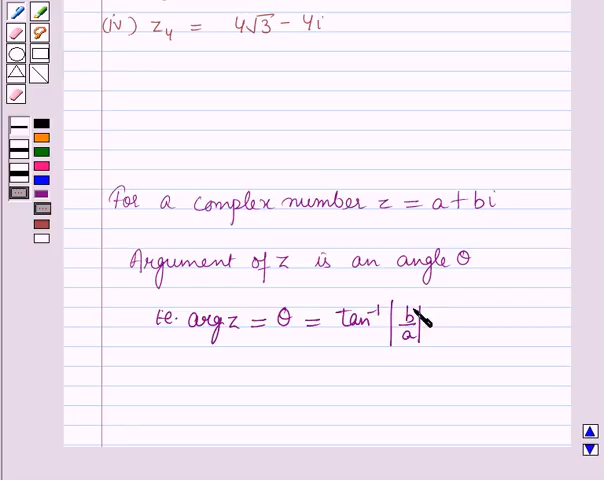 (iv) z₄ = 4√3 - 4i
For a complex number z = a + bi
Argument of z is an angle θ
i.e. arg z = θ = tan⁻¹ |b/a|